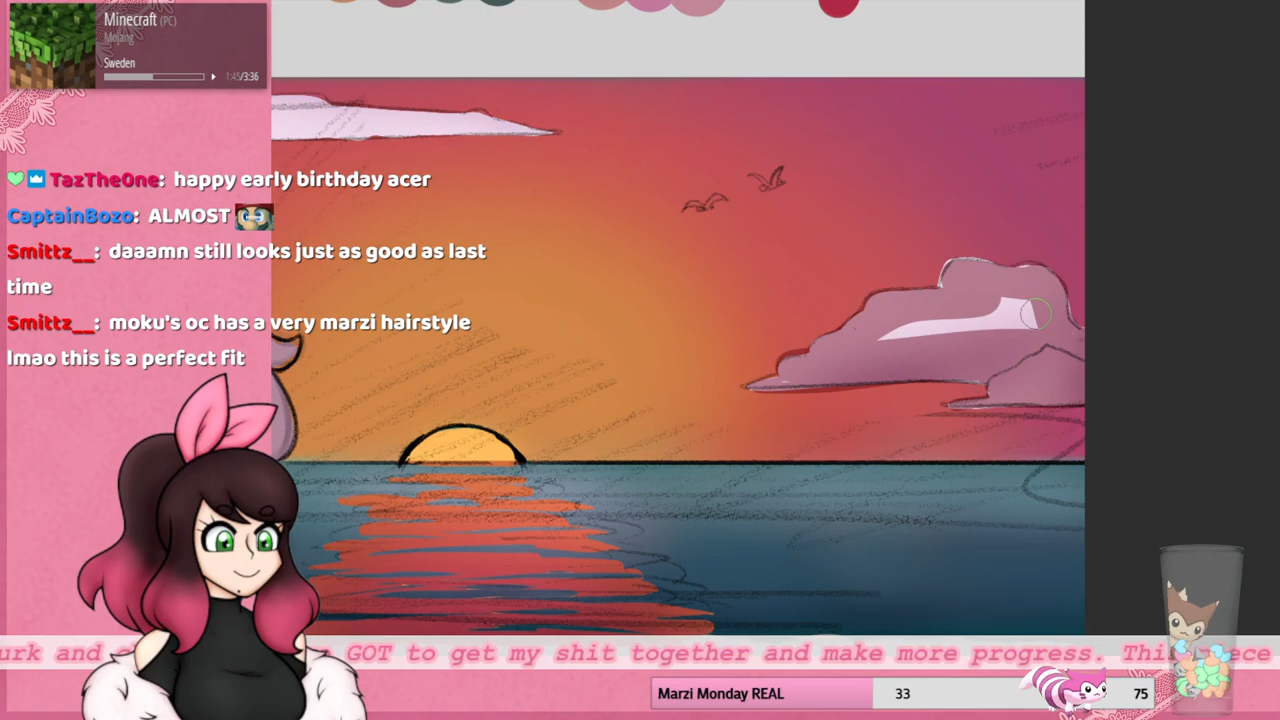 Minecraft (PC)
Mojang
Sweden
1:45/3:36
TazTheOne: happy early birthday acer
CaptainBozo: ALMOST
Smittz__: daaamn still looks just as good as last
time
Smittz__: moku's oc has a very marzi hairstyle
lmao this is a perfect fit
urk and GOT to get my shit together and make more progress. Thi ece
Marzi Monday REAL 33 75